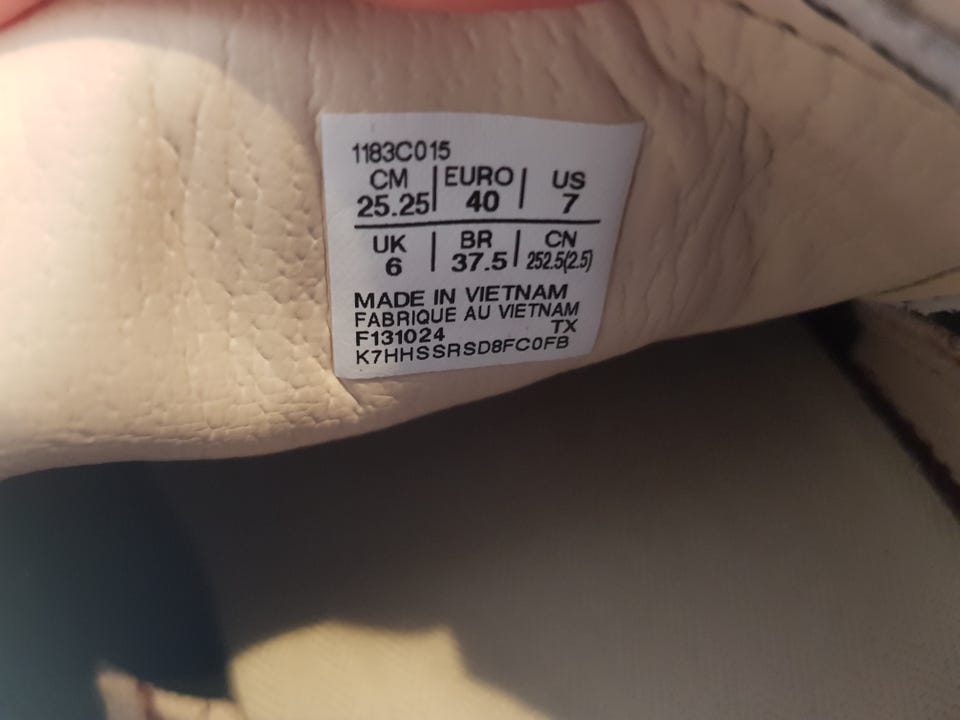 1183C015
CM | EURO | US
25.25 | 40 | 7
UK | BR | CN
6 | 37.5 | 252.5(2.5)
MADE IN VIETNAM
FABRIQUE AU VIETNAM
F131024 TX
K7HHSSRSD8FC0FB